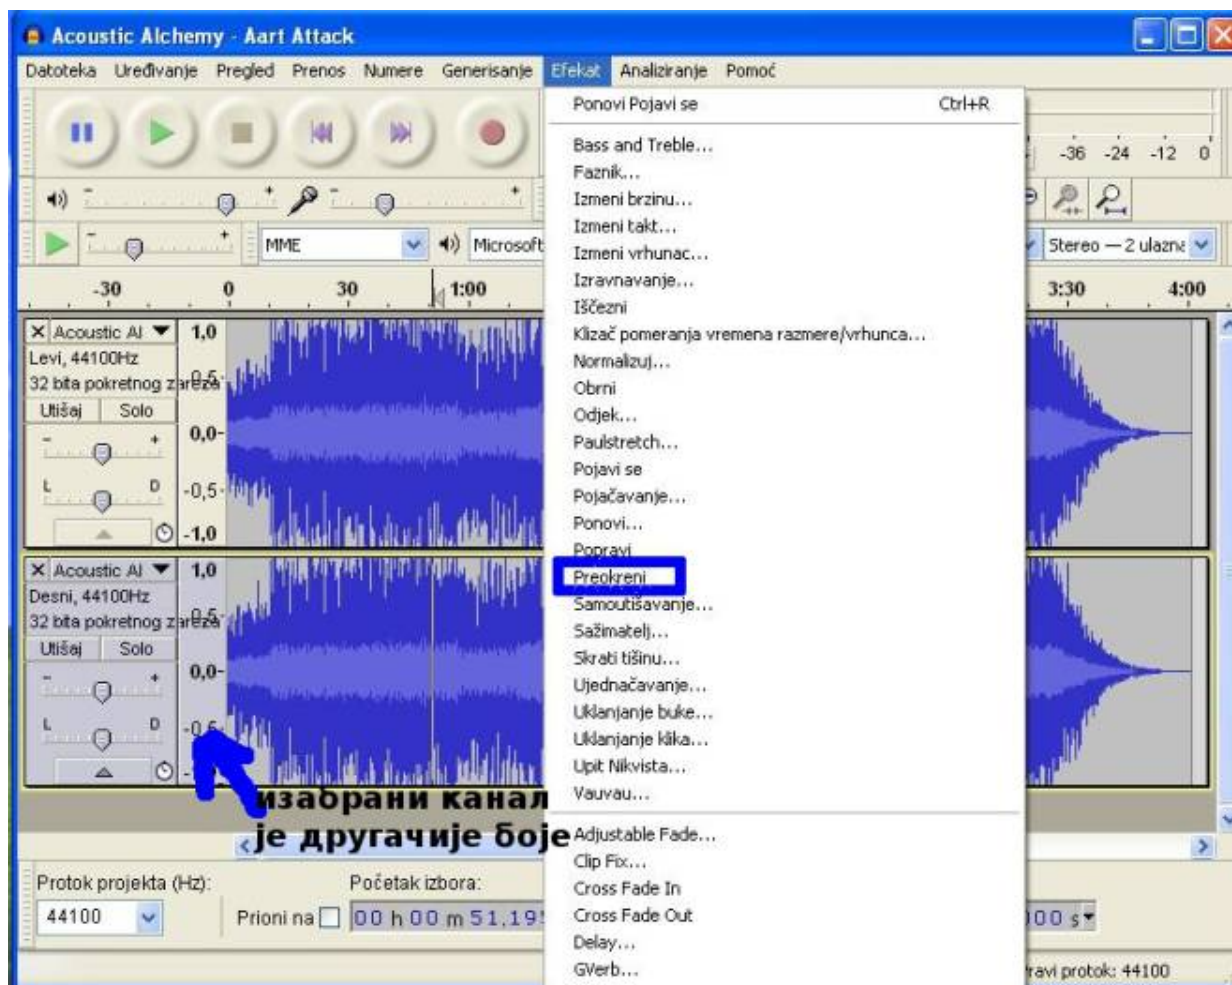 Acoustic Alchemy - Aart Attack
Datoteka Uređivanje Pregled Prenos Numere Generisanje Efekat Analiziranje Pomoć
Ponovi Pojavi se Ctrl+R
Bass and Treble...
-36 -24 -12 0
Faznik...
Izmeni brzinu...
Izmeni takt...
MME Microsoft Stereo — 2 ulazna
Izmeni vrhunac...
Izravnavanje...
-30 0 30 1:00 3:30 4:00
Iščezni
Klizač pomeranja vremena razmere/vrhunca...
Normalizuj...
Obrni
Odjek...
Paulstretch...
Pojavi se
Pojačavanje...
Ponovi...
Popravi
Preokreni
Samoutišavanje...
Sažimatelj...
Skrati tišinu...
Ujednačavanje...
Uklanjanje buke...
Uklanjanje klika...
Upit Nikvista...
Vauvau...
Adjustable Fade...
Clip Fix...
Cross Fade In
Cross Fade Out
Delay...
GVerb...
Acoustic Al 1,0
Levi, 44100Hz
32 bita pokretnog zareza
Utišaj Solo
- + 0,0
L D -0,5
-1,0
Acoustic Al 1,0
Desni, 44100Hz
32 bita pokretnog zareza
Utišaj Solo
- + 0,0
L D
изабрани канал
је другачије боје
Protok projekta (Hz): Početak izbora:
44100 Prioni na 00 h 00 m 51,19 000 s
ravi protok: 44100